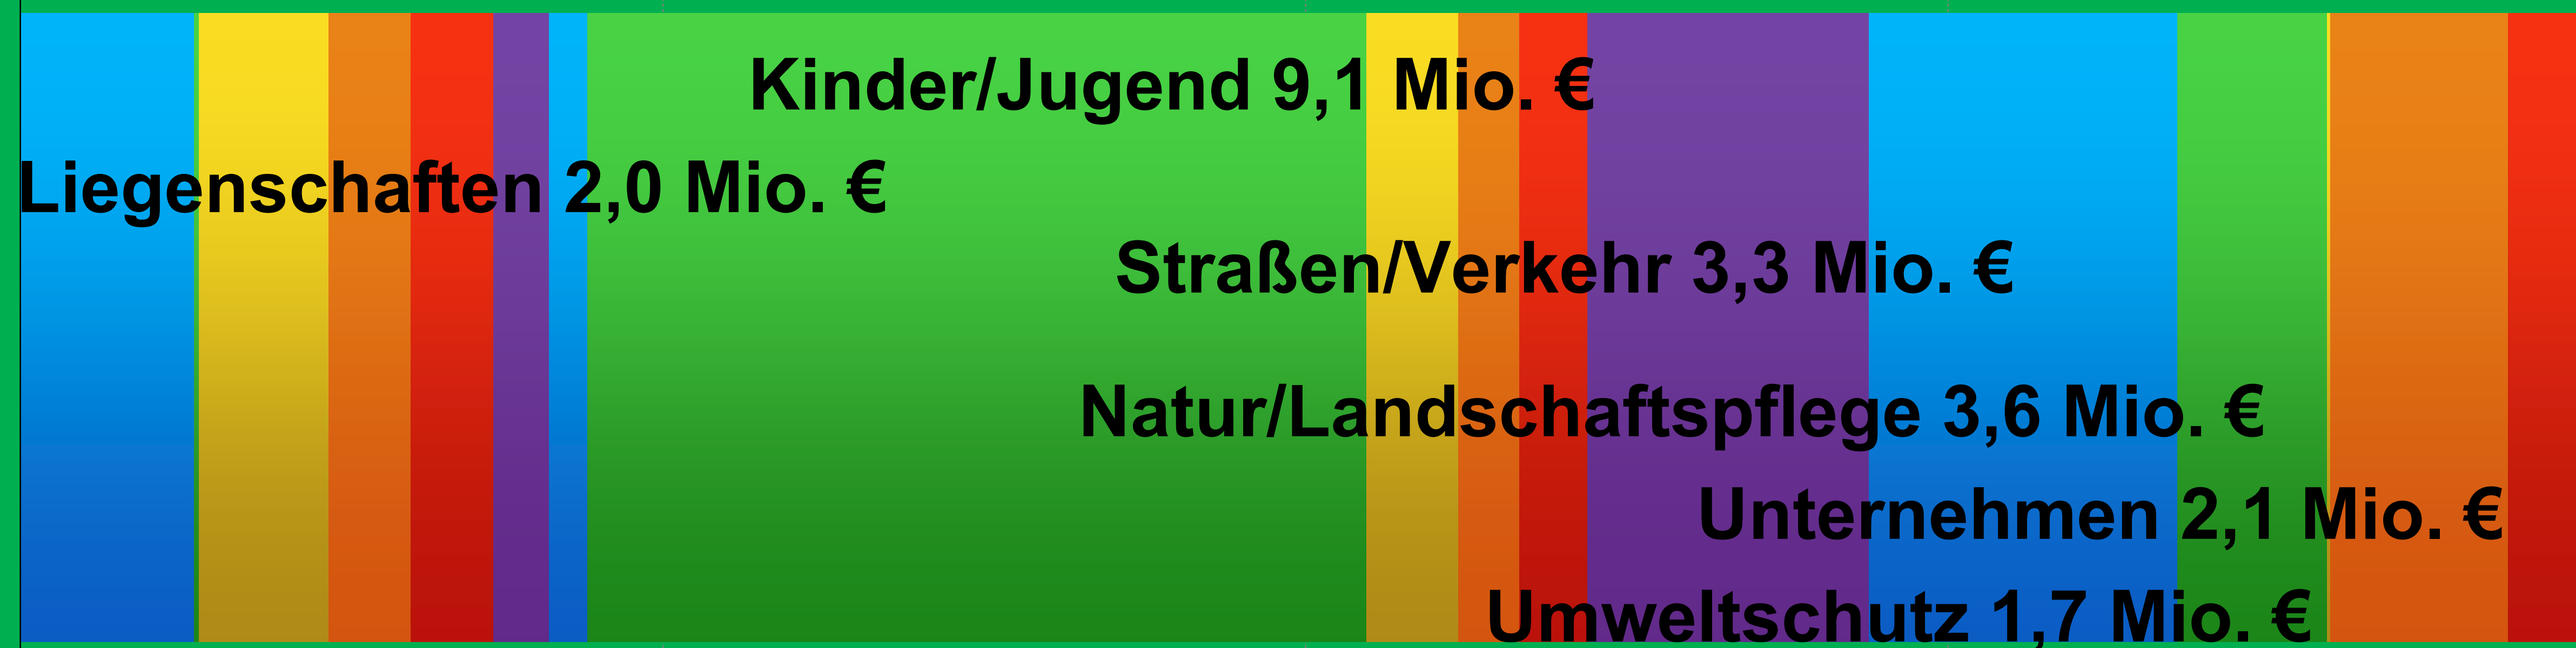 Kinder/Jugend 9,1 Mio. €
Liegenschaften 2,0 Mio. €
Straßen/Verkehr 3,3 Mio. €
Natur/Landschaftspflege 3,6 Mio. €
Unternehmen 2,1 Mio. €
Umweltschutz 1,7 Mio. €